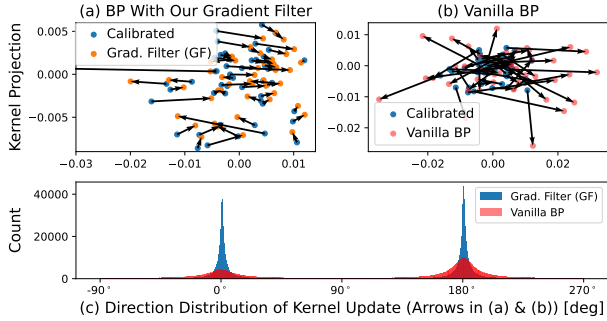 (a) BP With Our Gradient Filter
(b) Vanilla BP
Kernel Projection
0.005
0.000
−0.005
Calibrated
Grad. Filter (GF)
−0.03
−0.02
−0.01
0.00
0.01
0.01
0.00
−0.01
−0.02
Calibrated
Vanilla BP
−0.02
0.00
0.02
Count
40000
20000
0
Grad. Filter (GF)
Vanilla BP
-90°
0°
90°
180°
270°
(c) Direction Distribution of Kernel Update (Arrows in (a) & (b)) [deg]